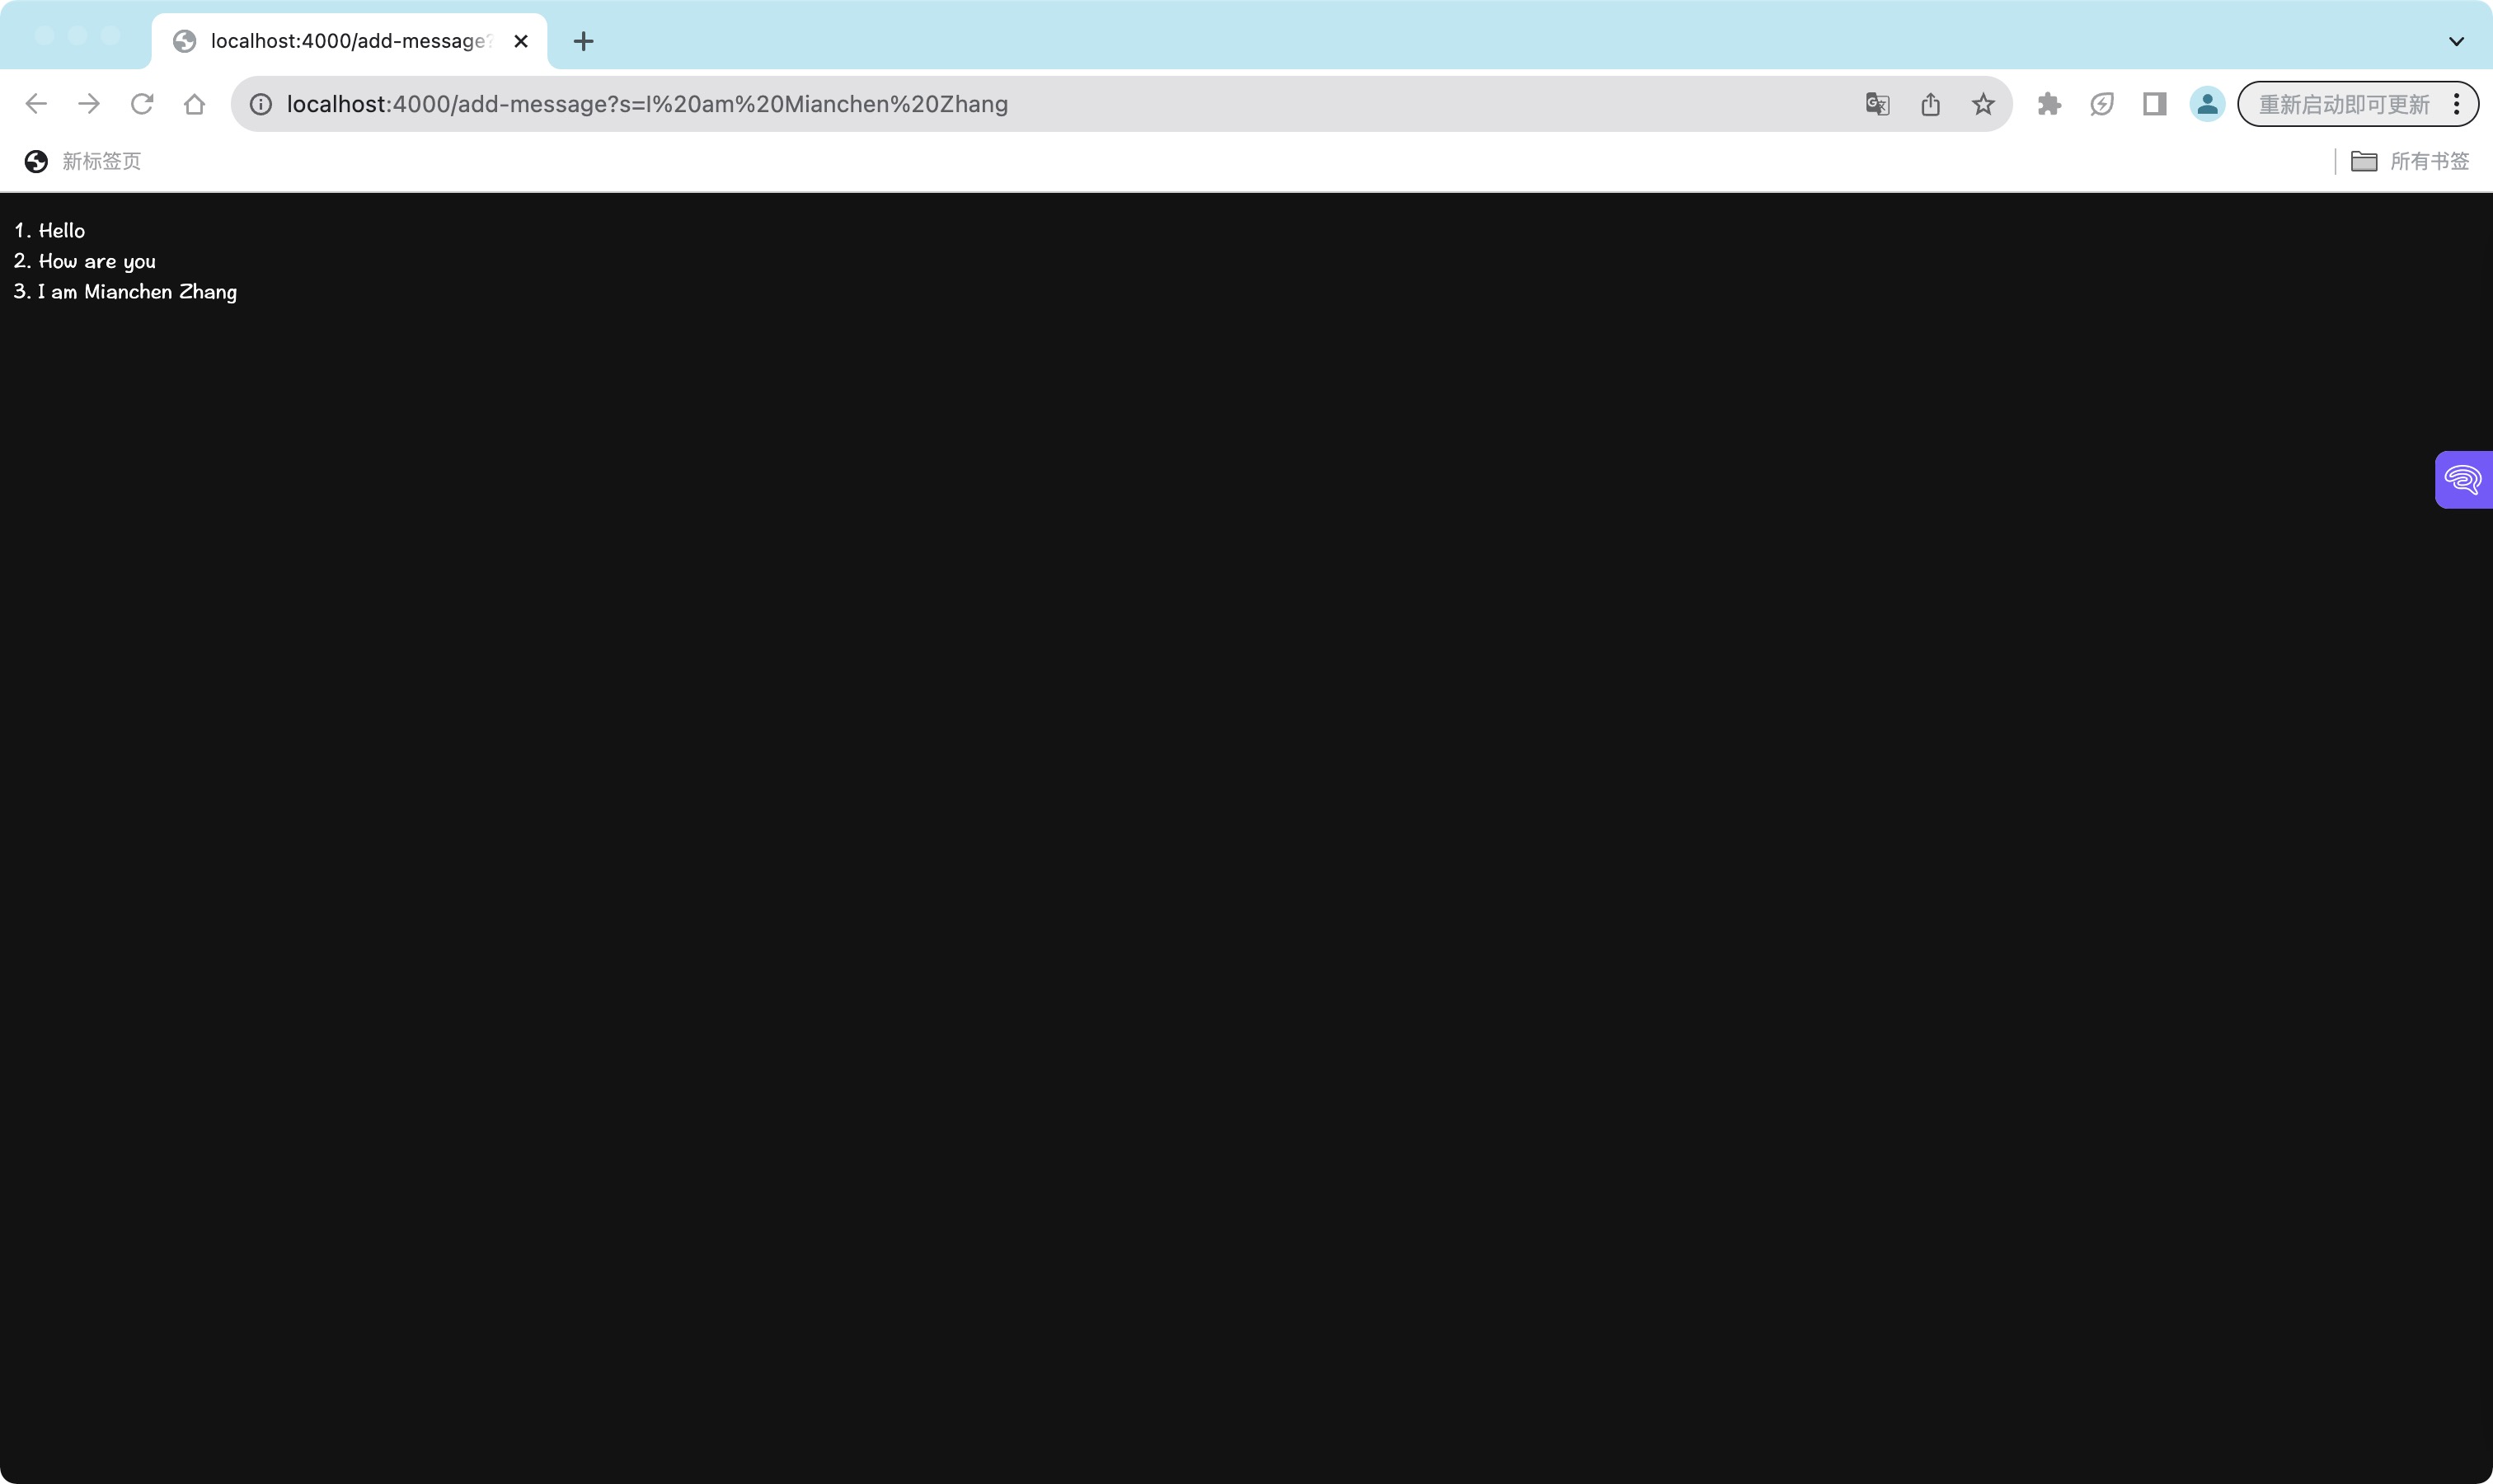 localhost:4000/add-message?
localhost:4000/add-message?s=I%20am%20Mianchen%20Zhang
重新启动即可更新
新标签页
所有书签
1. Hello
2. How are you
3. I am Mianchen Zhang